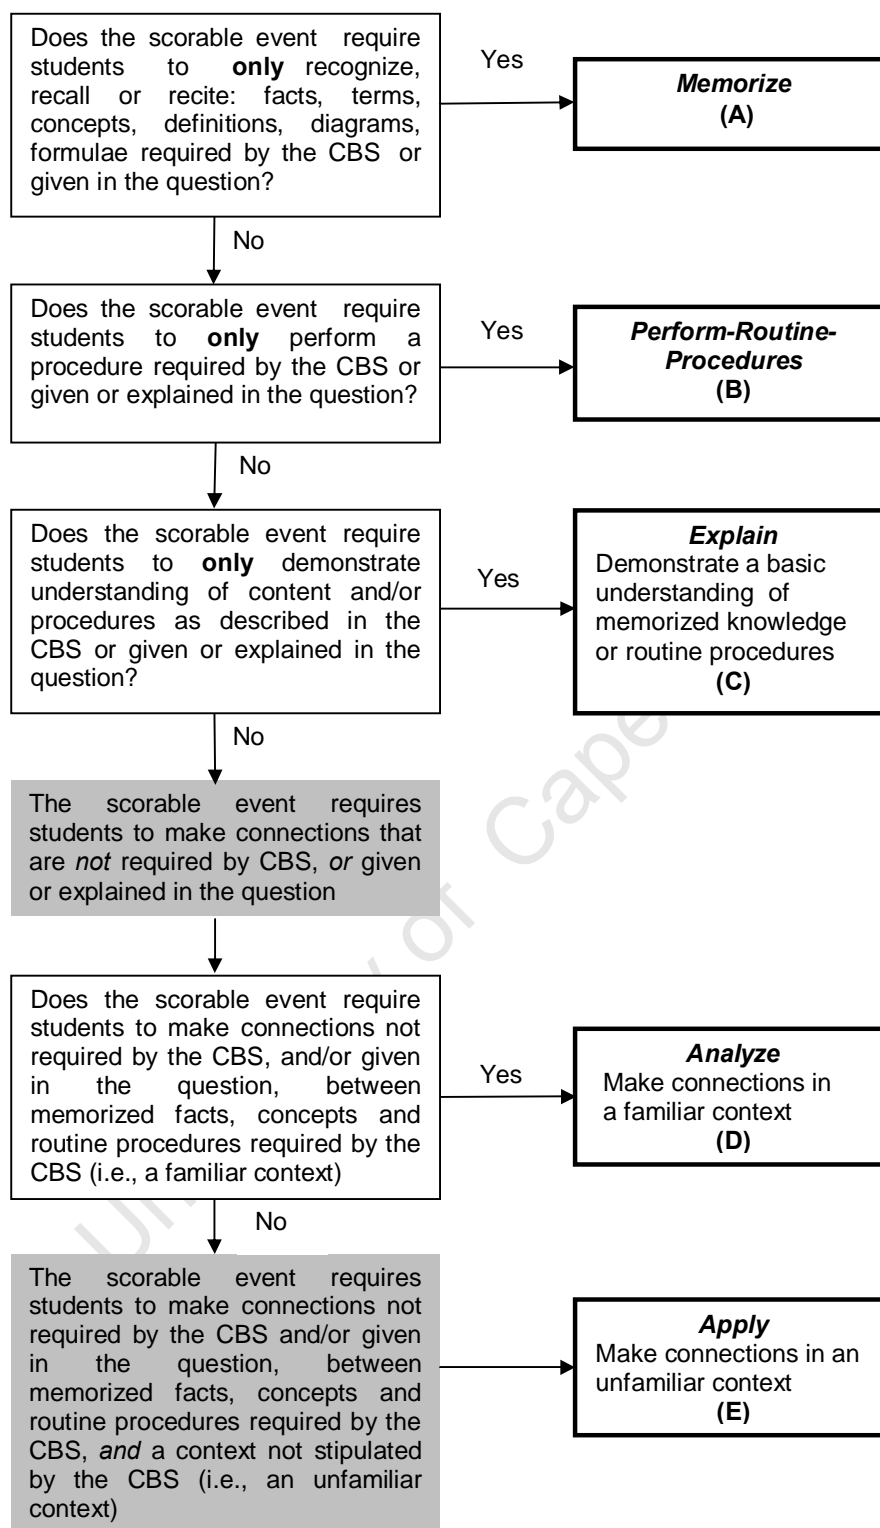 Does the scorable event require
students to only recognize,
recall or recite: facts, terms,
concepts, definitions, diagrams,
formulae required by the CBS or
given in the question?
Yes
Memorize
(A)
No
Does the scorable event require
students to only perform a
procedure required by the CBS or
given or explained in the question?
Yes
Perform-Routine-
Procedures
(B)
No
Does the scorable event require
students to only demonstrate
understanding of content and/or
procedures as described in the
CBS or given or explained in the
question?
Yes
Explain
Demonstrate a basic
understanding of
memorized knowledge
or routine procedures
(C)
No
The scorable event requires
students to make connections that
are not required by CBS, or given
or explained in the question
Does the scorable event require
students to make connections not
required by the CBS, and/or given
in the question, between
memorized facts, concepts and
routine procedures required by the
CBS (i.e., a familiar context)
Yes
Analyze
Make connections in
a familiar context
(D)
No
The scorable event requires
students to make connections not
required by the CBS and/or given
in the question, between
memorized facts, concepts and
routine procedures required by the
CBS, and a context not stipulated
by the CBS (i.e., an unfamiliar
context)
Apply
Make connections in an
unfamiliar context
(E)
of Cape